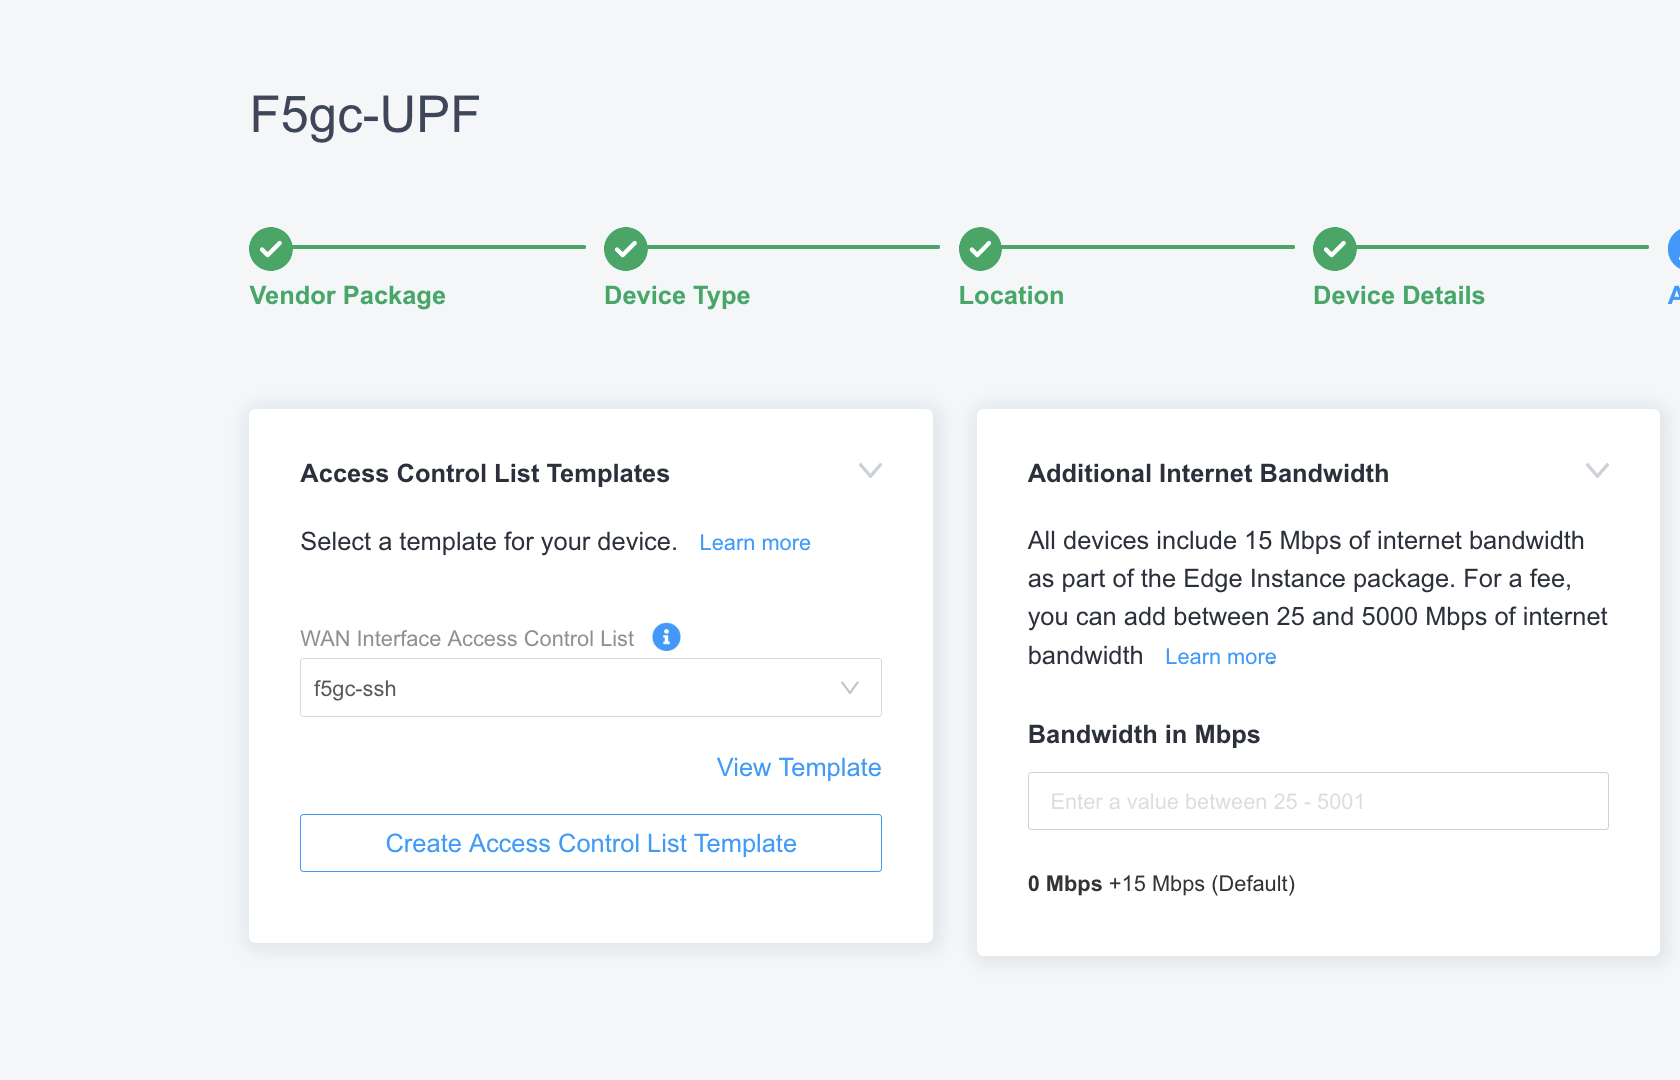 F5gc-UPF
Vendor Package
Device Type
Location
Device Details
A
Access Control List Templates
Select a template for your device. Learn more
WAN Interface Access Control List
f5gc-ssh
View Template
Create Access Control List Template
Additional Internet Bandwidth
All devices include 15 Mbps of internet bandwidth
as part of the Edge Instance package. For a fee,
you can add between 25 and 5000 Mbps of internet
bandwidth Learn more
Bandwidth in Mbps
Enter a value between 25 - 5001
0 Mbps +15 Mbps (Default)